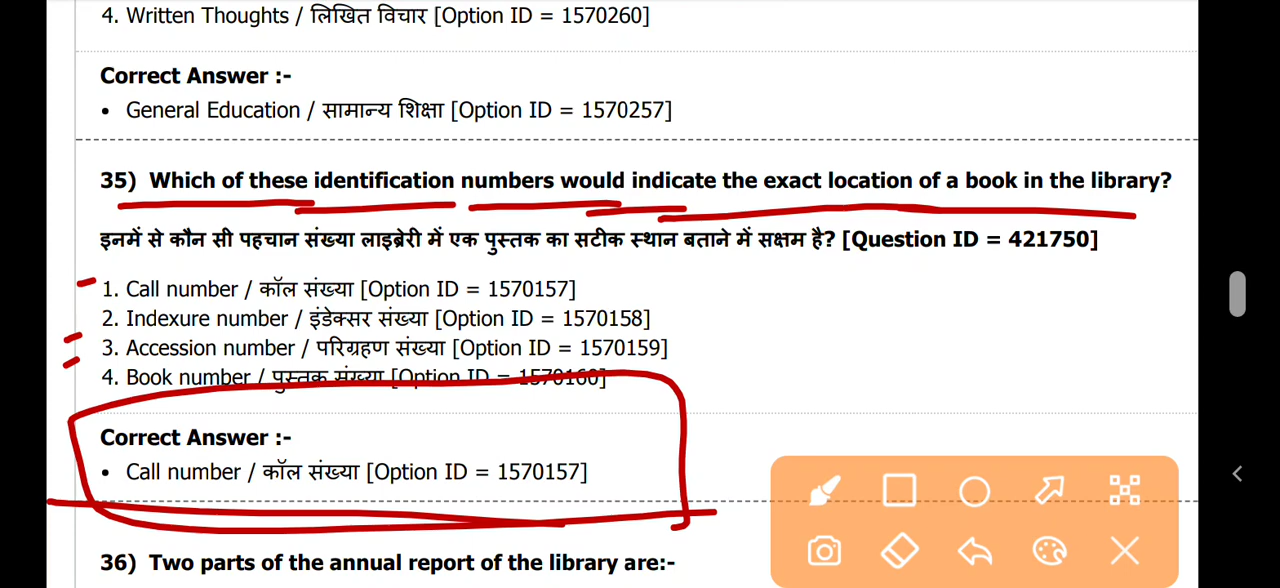 4. Written Thoughts / लिखित विचार [Option ID = 1570260]
Correct Answer :-
• General Education / सामान्य शिक्षा [Option ID = 1570257]
35) Which of these identification numbers would indicate the exact location of a book in the library?
इनमें से कौन सी पहचान संख्या लाइब्रेरी में एक पुस्तक का सटीक स्थान बताने में सक्षम है? [Question ID = 421750]
1. Call number / कॉल संख्या [Option ID = 1570157]
2. Indexure number / इंडेक्सर संख्या [Option ID = 1570158]
3. Accession number / परिग्रहण संख्या [Option ID = 1570159]
4. Book number / पुस्तक संख्या [Option ID = 1570160]
Correct Answer :-
• Call number / कॉल संख्या [Option ID = 1570157]
36) Two parts of the annual report of the library are:-